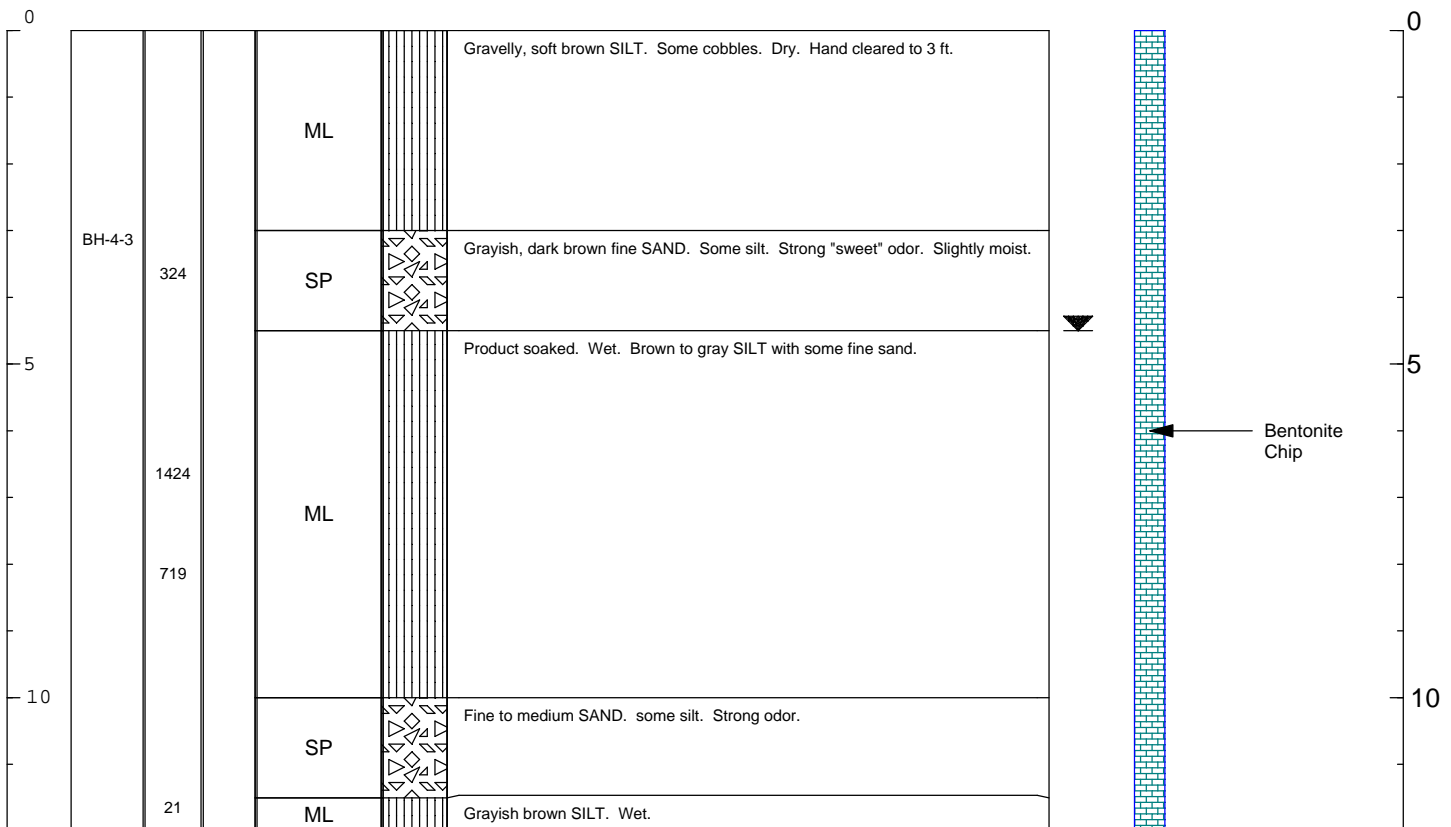 0
0
Gravelly, soft brown SILT. Some cobbles. Dry. Hand cleared to 3 ft.
ML
BH-4-3
Grayish, dark brown fine SAND. Some silt. Strong "sweet" odor. Slightly moist.
324
SP
Product soaked. Wet. Brown to gray SILT with some fine sand.
5
5
Bentonite
Chip
1424
ML
719
10
10
Fine to medium SAND. some silt. Strong odor.
SP
21
ML
Grayish brown SILT. Wet.